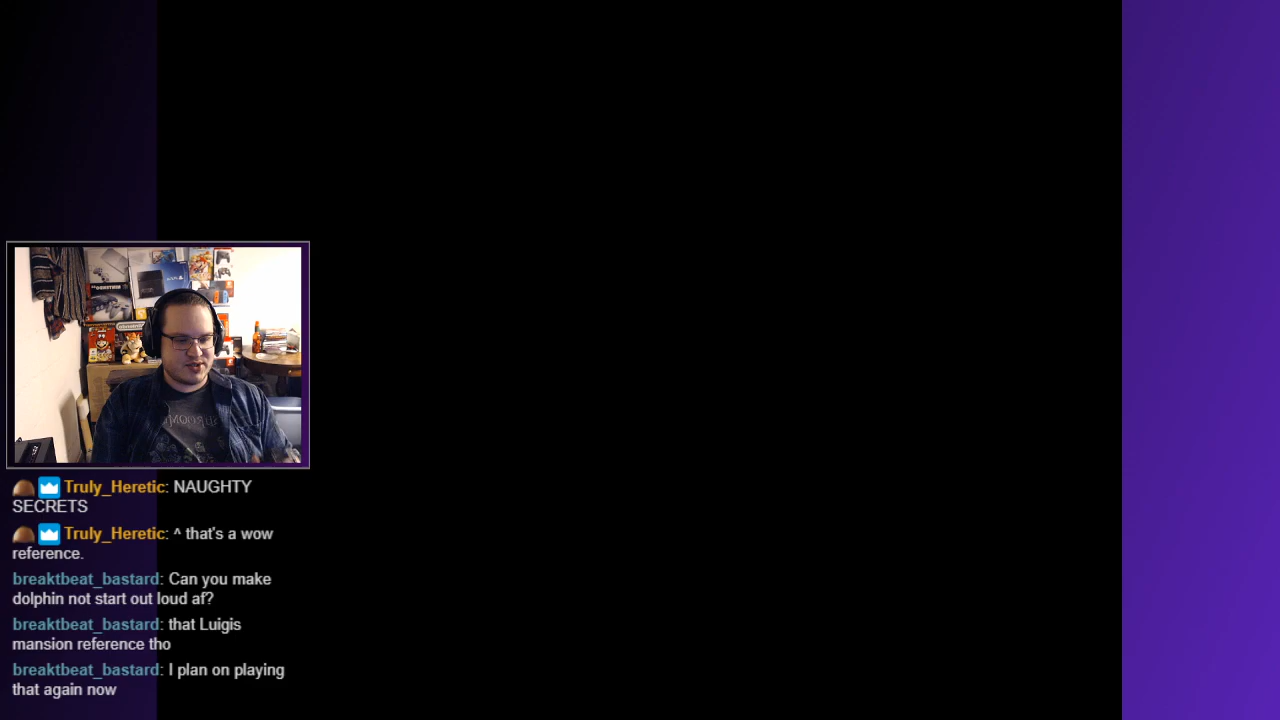 Truly_Heretic: NAUGHTY
SECRETS
Truly_Heretic: ^ that's a wow
reference.
breaktbeat_bastard: Can you make
dolphin not start out loud af?
breaktbeat_bastard: that Luigis
mansion reference tho
breaktbeat_bastard: I plan on playing
that again now